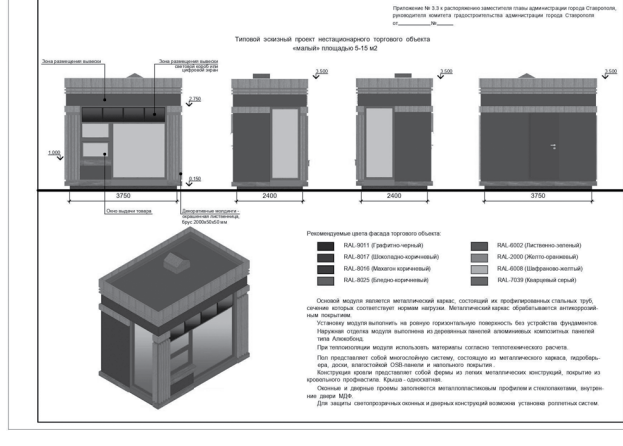 Приложение № 3.3 к распоряжению заместителя главы администрации города Ставрополя,
руководителя комитета градостроительства администрации города Ставрополя
от_____№_____
Типовой эскизный проект нестационарного торгового объекта
«малый» площадью 5-15 м2
Зона размещения вывески
Зона размещения вывески
световой короб или
цифровой экран
3.500
3.500
3.500
2.750
1.000
0.150
3750
2400
2400
3750
Окно выдачи товара
Декоративные молдинги -
окрашенная лиственница,
брус 2000х50х50 мм
Рекомендуемые цвета фасада торгового объекта:
RAL-9011 (Графитно-черный)
RAL-6002 (Лиственно-зеленый)
RAL-8017 (Шоколадно-коричневый)
RAL-2000 (Желто-оранжевый)
RAL-8016 (Махагон коричневый)
RAL-6008 (Шафраново-желтый)
RAL-8025 (Бледно-коричневый)
RAL-7039 (Кварцевый серый)
Основой модуля является металлический каркас, состоящий их профилированных стальных труб,
сечение которых соответствует нормам нагрузки. Металлический каркас обрабатывается антикоррозий-
ным покрытием.
Установку модуля выполнить на ровную горизонтальную поверхность без устройства фундаментов.
Наружная отделка модуля выполнена из деревянных панелей алюминиевых композитных панелей
типа Алюкобонд.
При теплоизоляции модуля использовать материалы согласно теплотехнического расчета.
Пол представляет собой многослойную систему, состоящую из металлического каркаса, гидробарь-
ера, доски, влагостойкой OSB-панели и напольного покрытия.
Конструкция кровли представляет собой фермы из легких металлических конструкций, покрытие из
кровельного профнастила. Крыша - односкатная.
Оконные и дверные проемы заполняются металлопластиковым профилем и стеклопакетами, внутрен-
ние двери МДФ.
Для защиты светопрозрачных оконных и дверных конструкций возможна установка роллетных систем.